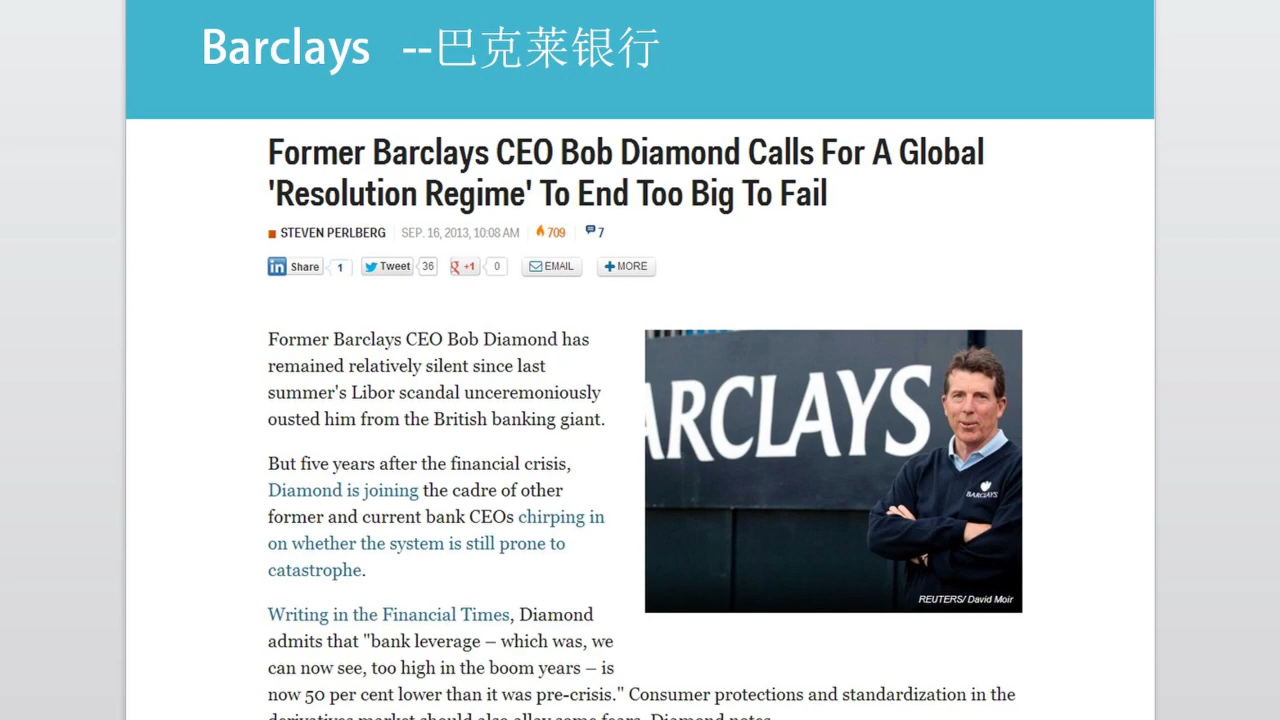 Barclays --巴克莱银行
Former Barclays CEO Bob Diamond Calls For A Global
'Resolution Regime' To End Too Big To Fail
STEVEN PERLBERG SEP. 16, 2013, 10:08 AM 709 7
in Share 1 Tweet 36 g +1 0 EMAIL MORE
Former Barclays CEO Bob Diamond has
remained relatively silent since last
summer's Libor scandal unceremoniously
ousted him from the British banking giant.
But five years after the financial crisis,
Diamond is joining the cadre of other
former and current bank CEOs chirping in
on whether the system is still prone to
catastrophe.
Writing in the Financial Times, Diamond
admits that "bank leverage – which was, we
can now see, too high in the boom years – is
now 50 per cent lower than it was pre-crisis." Consumer protections and standardization in the
derivatives market should also allay some fears, Diamond notes.
ARCLAYS
BARCLAYS
REUTERS/ David Moir